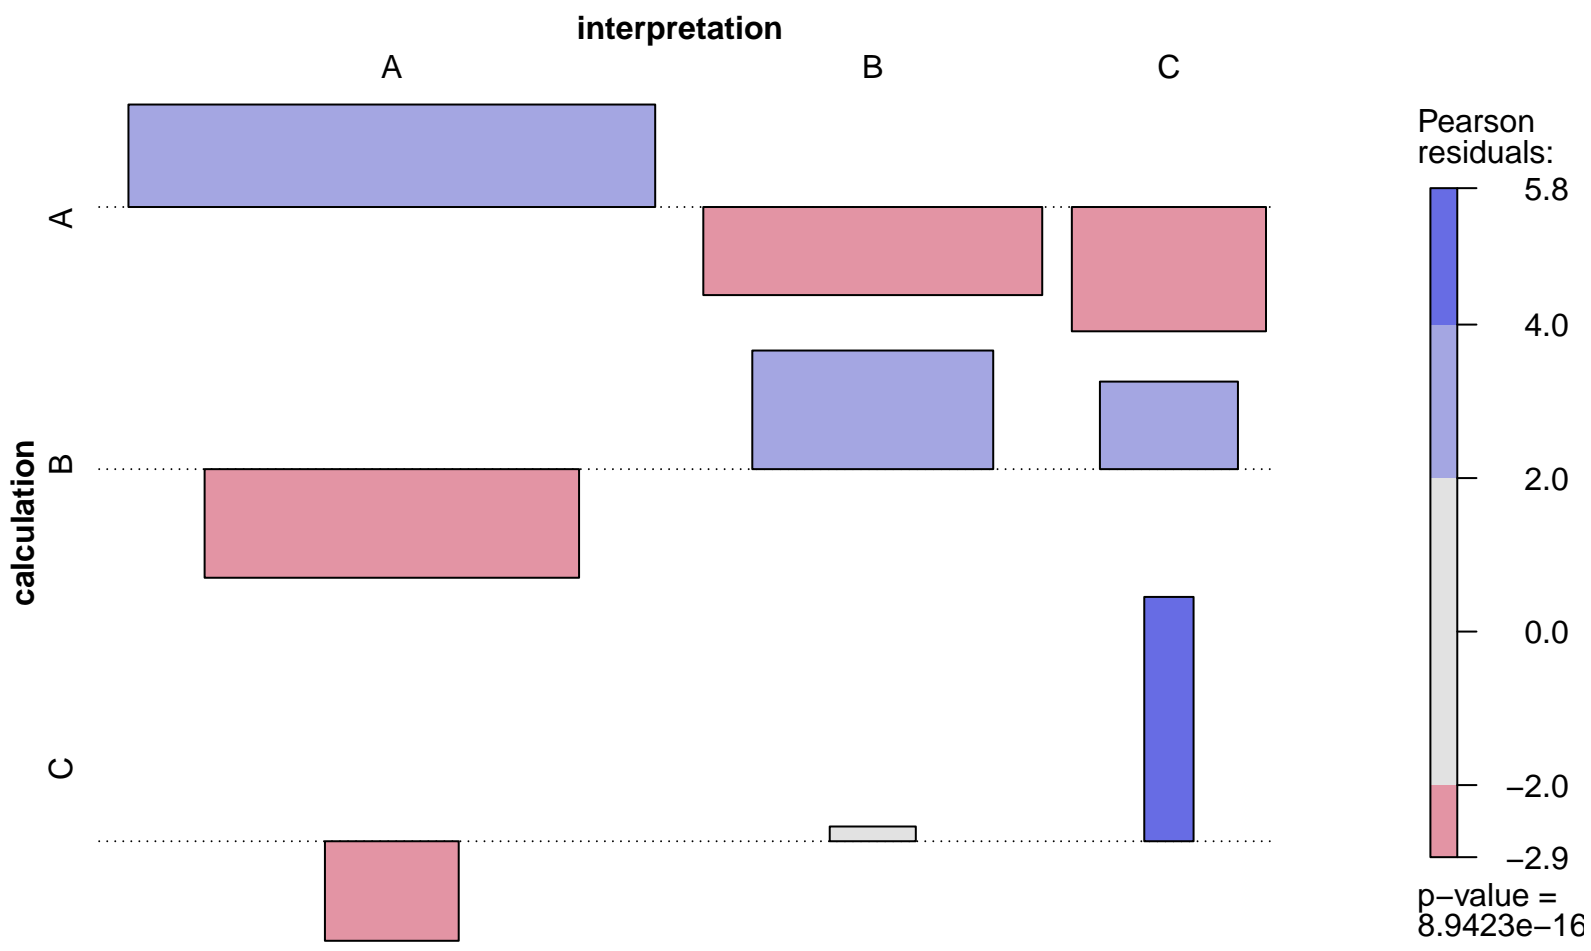 interpretation
A B C
A
B
C
calculation
Pearson
residuals:
5.8
4.0
2.0
0.0
−2.0
−2.9
p−value =
8.9423e−16